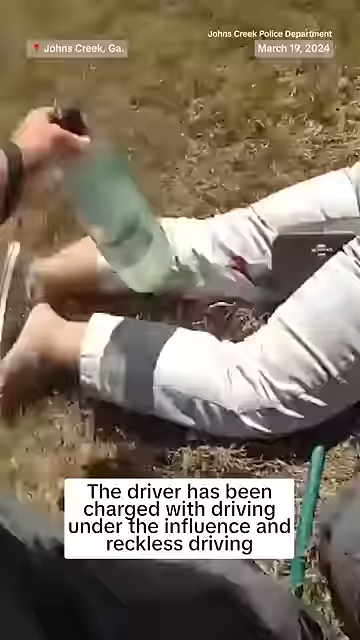 Johns Creek Police Department
📍Johns Creek, Ga.
March 19, 2024
The driver has been
charged with driving
under the influence and
reckless driving